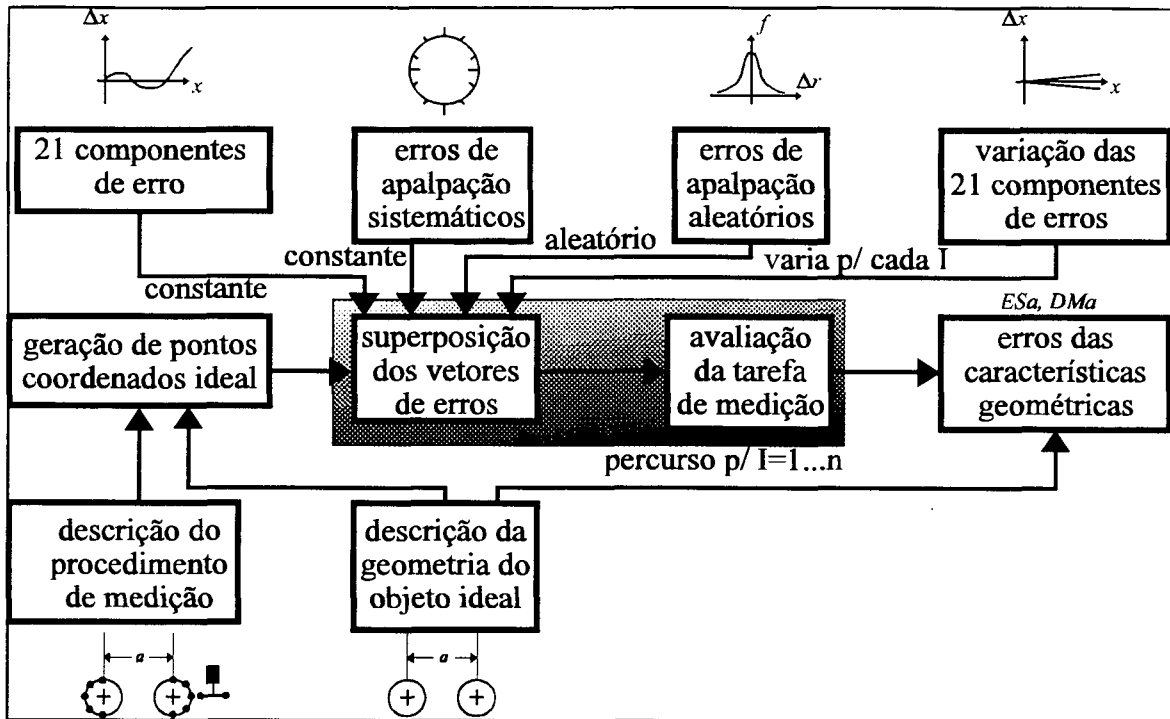 Δx
x
f
Δr
Δx
x
21 componentes
de erro
erros de
apalpação
sistemáticos
erros de
apalpação
aleatórios
variação das
21 componentes
de erros
constante
constante
aleatório
varia p/ cada I
geração de pontos
coordenados ideal
superposição
dos vetores
de erros
avaliação
da tarefa
de medição
ESa, DMa
erros das
características
geométricas
percurso p/ I=1...n
descrição do
procedimento
de medição
descrição da
geometria do
objeto ideal
a
a